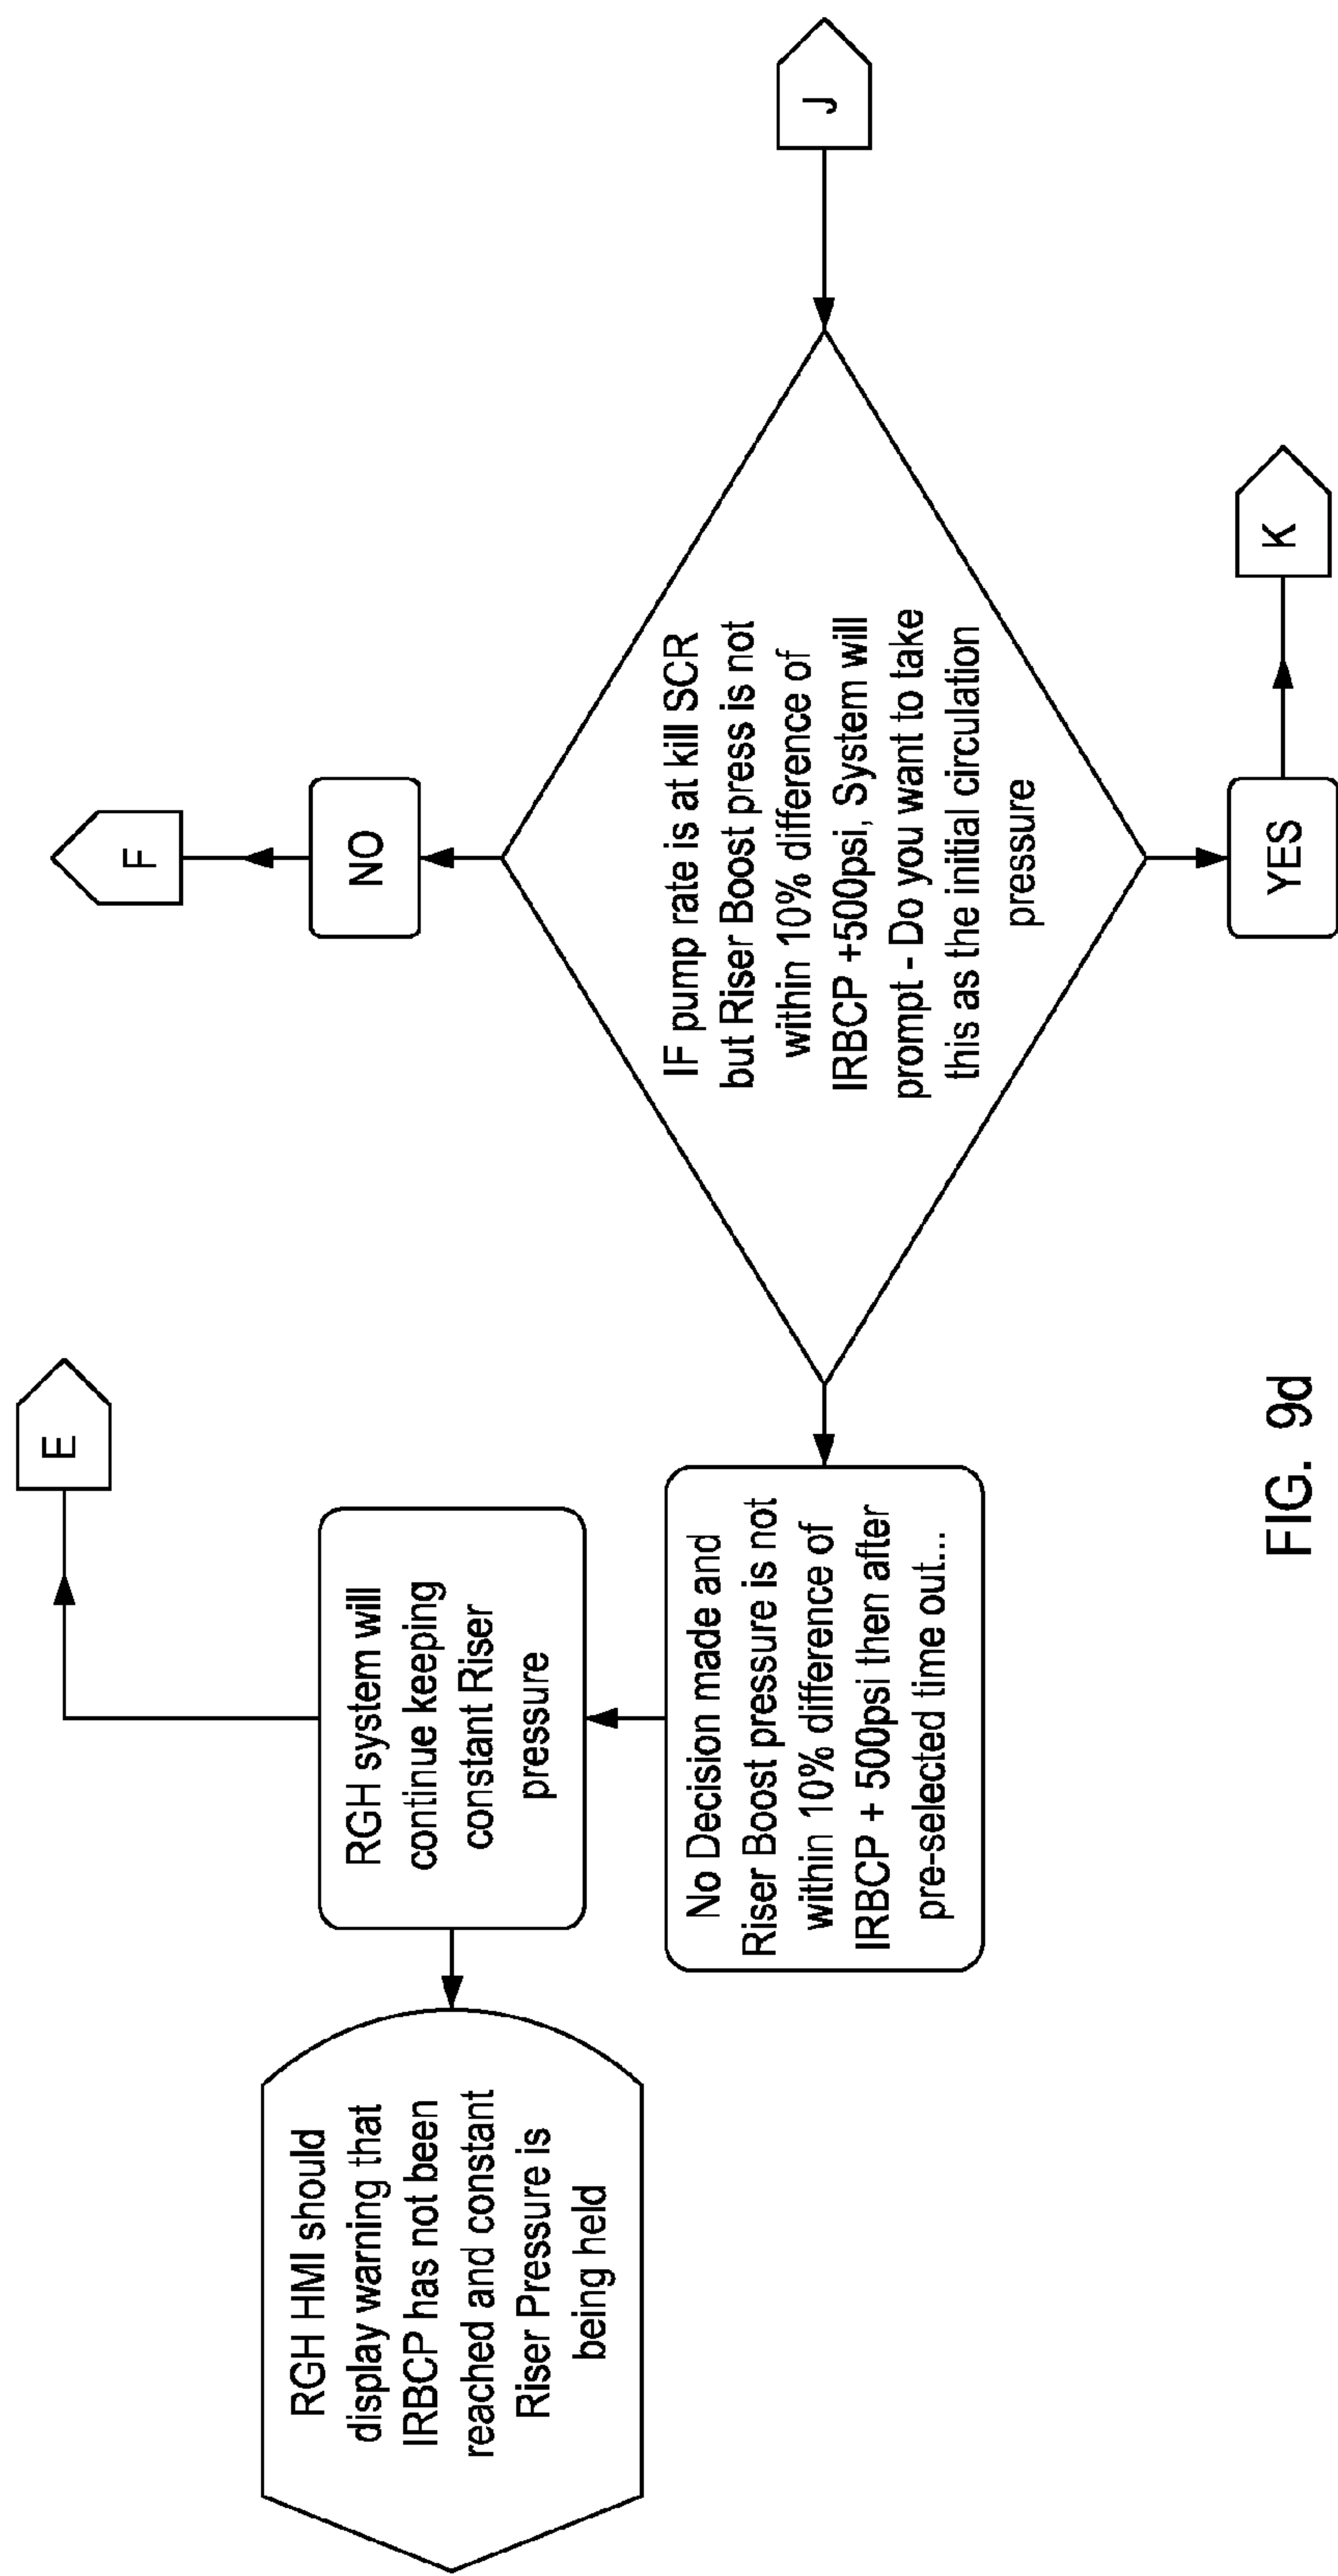 E
F
RGH HMI should
display warning that
IRBCP has not been
reached and constant
Riser Pressure is
being held
RGH system will
continue keeping
constant Riser
pressure
NO
No Decision made and
Riser Boost pressure is not
within 10% difference of
IRBCP + 500psi then after
pre-selected time out...
IF pump rate is at kill SCR
but Riser Boost press is not
within 10% difference of
IRBCP +500psi, System will
prompt - Do you want to take
this as the initial circulation
pressure
J
YES
K
FIG. 9d